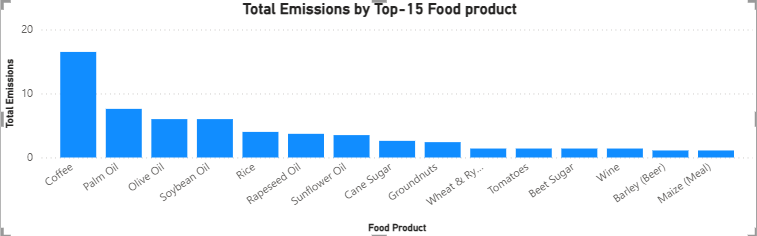 Total Emissions by Top-15 Food product
Total Emissions
20
10
0
Coffee
Palm Oil
Olive Oil
Soybean Oil
Rice
Rapeseed Oil
Sunflower Oil
Cane Sugar
Groundnuts
Wheat & Ry...
Tomatoes
Beet Sugar
Wine
Barley (Beer)
Maize (Meal)
Food Product